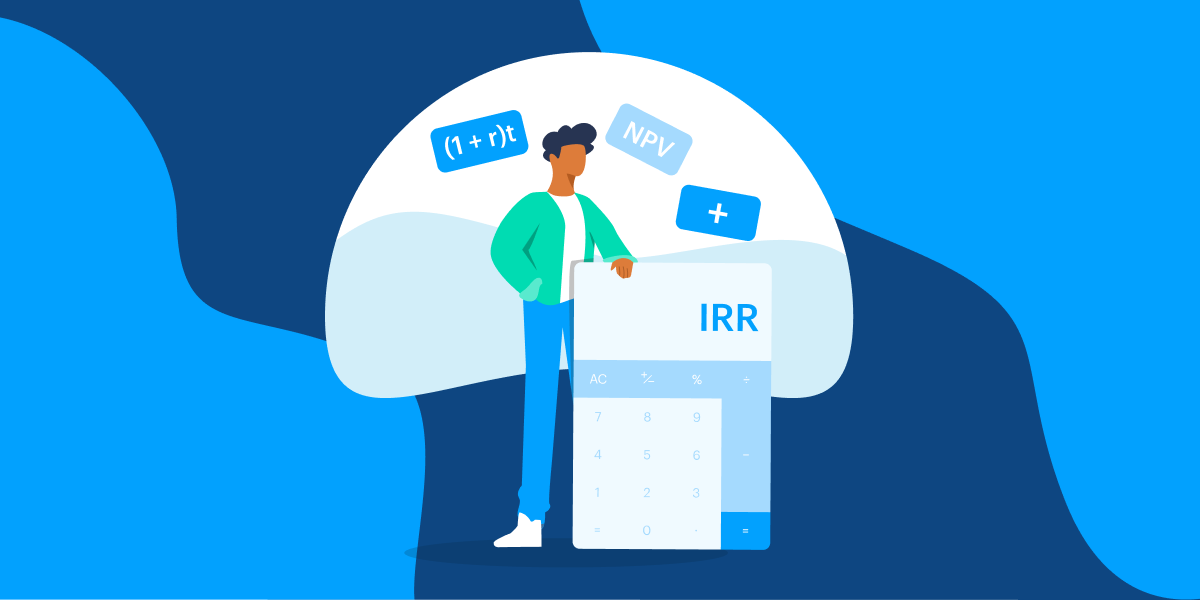 (1 + r)t
NPV
+
IRR
AC +/− % ÷
7 8 9
4 5 6 −
1 2 3
= 0 . =